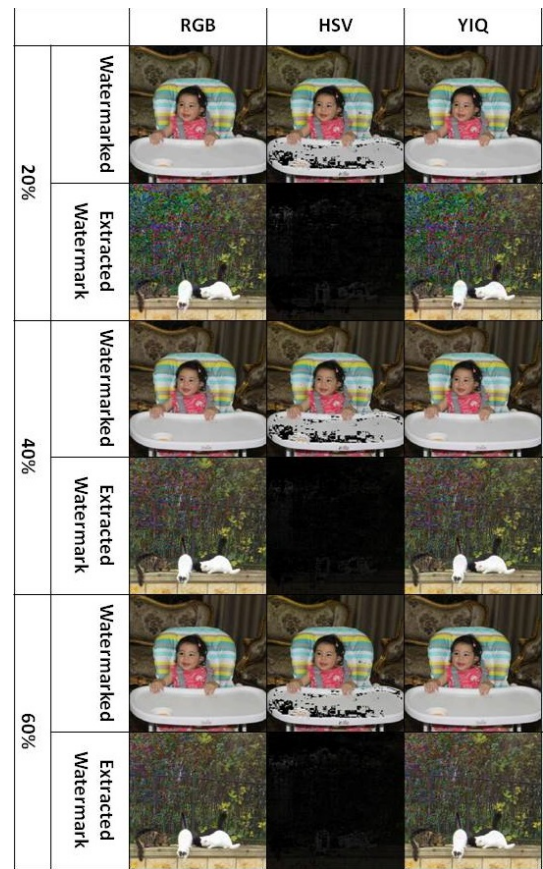 RGB HSV YIQ
20%
Watermarked
Extracted
Watermark
40%
Watermarked
Extracted
Watermark
60%
Watermarked
Extracted
Watermark